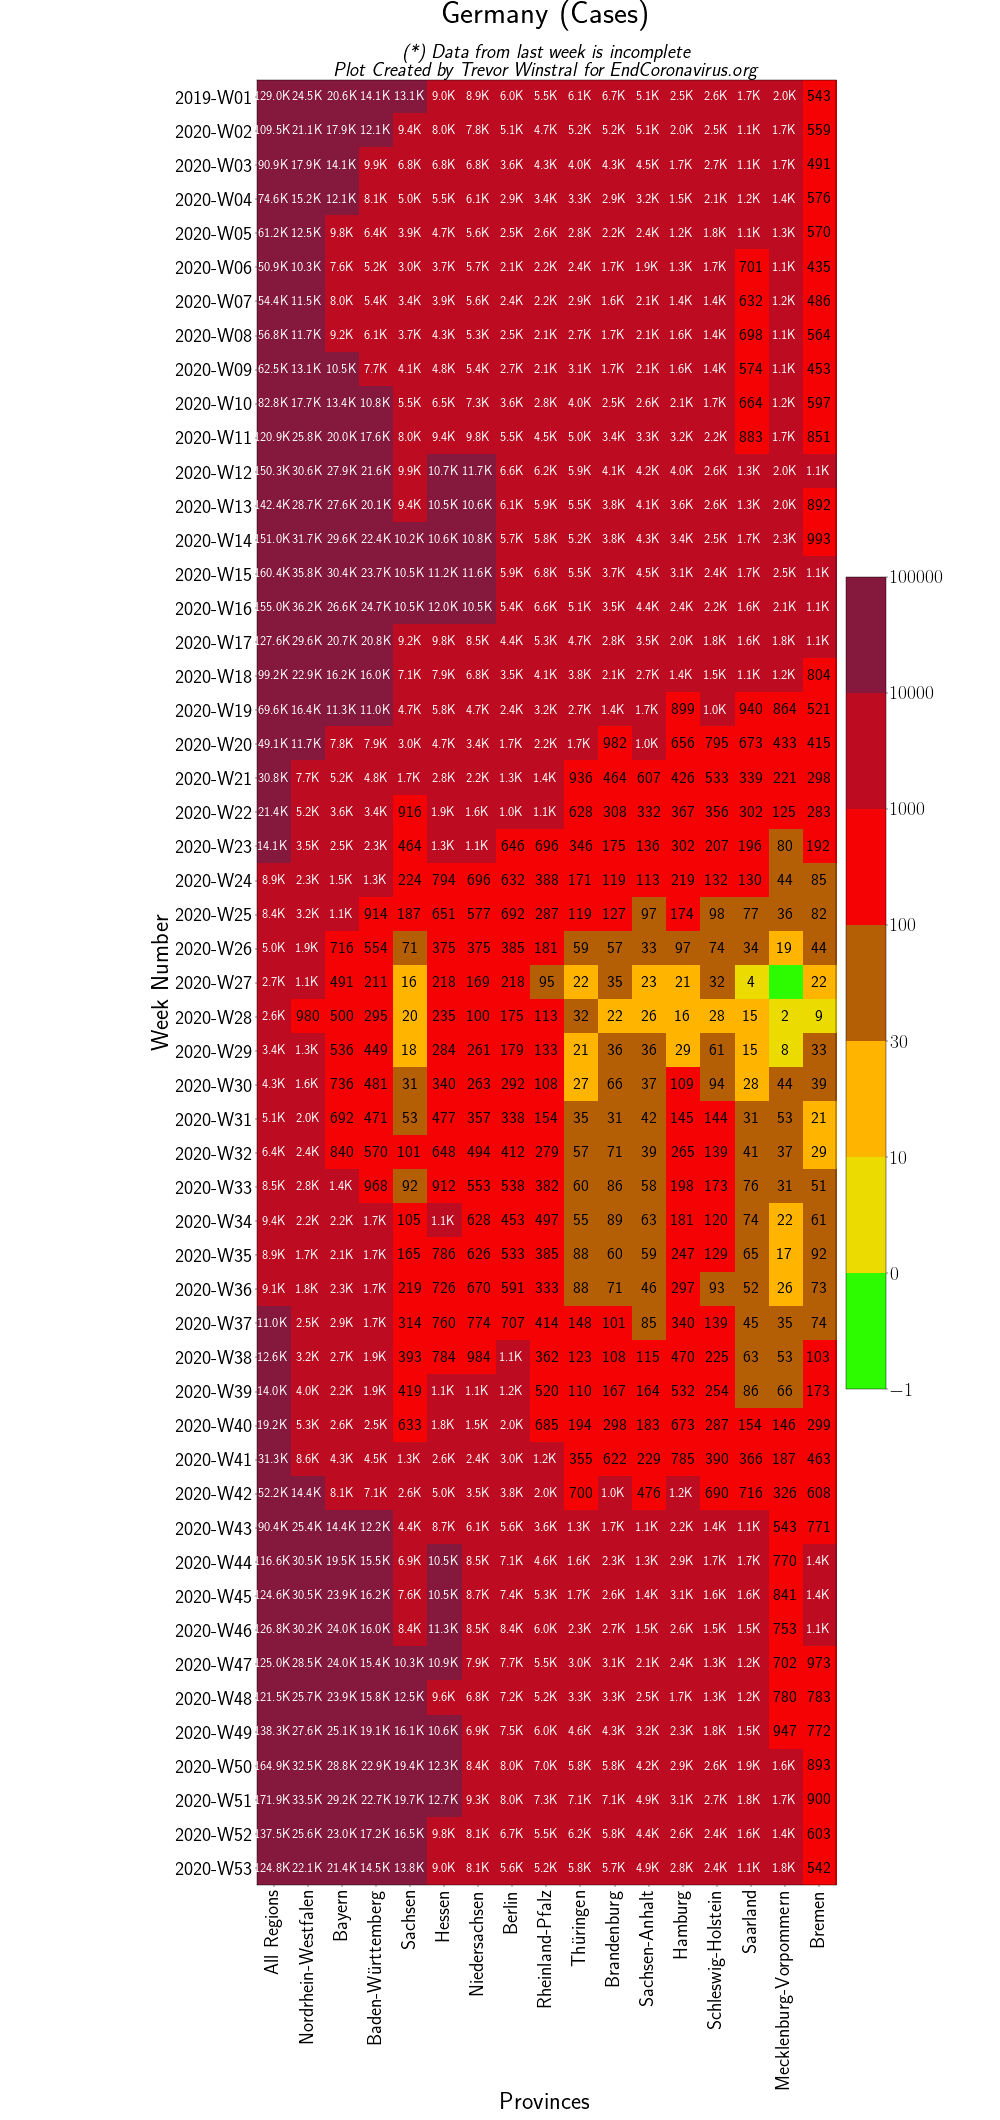 Germany (Cases)
(*) Data from last week is incomplete
Plot Created by Trevor Winstral for EndCoronavirus.org
2019-W01 129.0K 24.5K 20.6K 14.1K 13.1K 9.0K 8.9K 6.0K 5.5K 6.1K 6.7K 5.1K 2.5K 2.6K 1.7K 2.0K 543
2020-W02 109.5K 21.1K 17.9K 12.1K 9.4K 8.0K 7.8K 5.1K 4.7K 5.2K 5.2K 5.1K 2.0K 2.5K 1.1K 1.7K 559
2020-W03 90.9K 17.9K 14.1K 9.9K 6.8K 6.8K 6.8K 3.6K 4.3K 4.0K 4.3K 4.5K 1.7K 2.7K 1.1K 1.7K 491
2020-W04 74.6K 15.2K 12.1K 8.1K 5.0K 5.5K 6.1K 2.9K 3.4K 3.3K 2.9K 3.2K 1.5K 2.1K 1.2K 1.4K 576
2020-W05 61.2K 12.5K 9.8K 6.4K 3.9K 4.7K 5.6K 2.5K 2.6K 2.8K 2.2K 2.4K 1.2K 1.8K 1.1K 1.3K 570
2020-W06 50.9K 10.3K 7.6K 5.2K 3.0K 3.7K 5.7K 2.1K 2.2K 2.4K 1.7K 1.9K 1.3K 1.7K 701 1.1K 435
2020-W07 54.4K 11.5K 8.0K 5.4K 3.4K 3.9K 5.6K 2.4K 2.2K 2.9K 1.6K 2.1K 1.4K 1.4K 632 1.2K 486
2020-W08 56.8K 11.7K 9.2K 6.1K 3.7K 4.3K 5.3K 2.5K 2.1K 2.7K 1.7K 2.1K 1.6K 1.4K 698 1.1K 564
2020-W09 62.5K 13.1K 10.5K 7.7K 4.1K 4.8K 5.4K 2.7K 2.1K 3.1K 1.7K 2.1K 1.6K 1.4K 574 1.1K 453
2020-W10 82.8K 17.7K 13.4K 10.8K 5.5K 6.5K 7.3K 3.6K 2.8K 4.0K 2.5K 2.6K 2.1K 1.7K 664 1.2K 597
2020-W11 120.9K 25.8K 20.0K 17.6K 8.0K 9.4K 9.8K 5.5K 4.5K 5.0K 3.4K 3.3K 3.2K 2.2K 883 1.7K 851
2020-W12 150.3K 30.6K 27.9K 21.6K 9.9K 10.7K 11.7K 6.6K 6.2K 5.9K 4.1K 4.2K 4.0K 2.6K 1.3K 2.0K 1.1K
2020-W13 142.4K 28.7K 27.6K 20.1K 9.4K 10.5K 10.6K 6.1K 5.9K 5.5K 3.8K 4.1K 3.6K 2.6K 1.3K 2.0K 892
2020-W14 151.0K 31.7K 29.6K 22.4K 10.2K 10.6K 10.8K 5.7K 5.8K 5.2K 3.8K 4.3K 3.4K 2.5K 1.7K 2.3K 993
2020-W15 160.4K 35.8K 30.4K 23.7K 10.5K 11.2K 11.6K 5.9K 6.8K 5.5K 3.7K 4.5K 3.1K 2.4K 1.7K 2.5K 1.1K
2020-W16 155.0K 36.2K 26.6K 24.7K 10.5K 12.0K 10.5K 5.4K 6.6K 5.1K 3.5K 4.4K 2.4K 2.2K 1.6K 2.1K 1.1K
2020-W17 127.6K 29.6K 20.7K 20.8K 9.2K 9.8K 8.5K 4.4K 5.3K 4.7K 2.8K 3.5K 2.0K 1.8K 1.6K 1.8K 1.1K
2020-W18 99.2K 22.9K 16.2K 16.0K 7.1K 7.9K 6.8K 3.5K 4.1K 3.8K 2.1K 2.7K 1.4K 1.5K 1.1K 1.2K 804
2020-W19 69.6K 16.4K 11.3K 11.0K 4.7K 5.8K 4.7K 2.4K 3.2K 2.7K 1.4K 1.7K 899 1.0K 940 864 521
2020-W20 49.1K 11.7K 7.8K 7.9K 3.0K 4.7K 3.4K 1.7K 2.2K 1.7K 982 1.0K 656 795 673 433 415
2020-W21 30.8K 7.7K 5.2K 4.8K 1.7K 2.8K 2.2K 1.3K 1.4K 936 464 607 426 533 339 221 298
2020-W22 21.4K 5.2K 3.6K 3.4K 916 1.9K 1.6K 1.0K 1.1K 628 308 332 367 356 302 125 283
2020-W23 14.1K 3.5K 2.5K 2.3K 464 1.3K 1.1K 646 696 346 175 136 302 207 196 80 192
2020-W24 8.9K 2.3K 1.5K 1.3K 224 794 696 632 388 171 119 113 219 132 130 44 85
2020-W25 8.4K 3.2K 1.1K 914 187 651 577 692 287 119 127 97 174 98 77 36 82
2020-W26 5.0K 1.9K 716 554 71 375 375 385 181 59 57 33 97 74 34 19 44
2020-W27 2.7K 1.1K 491 211 16 218 169 218 95 22 35 23 21 32 4 22
2020-W28 2.6K 980 500 295 20 235 100 175 113 32 22 26 16 28 15 2 9
2020-W29 3.4K 1.3K 536 449 18 284 261 179 133 21 36 36 29 61 15 8 33
2020-W30 4.3K 1.6K 736 481 31 340 263 292 108 27 66 37 109 94 28 44 39
2020-W31 5.1K 2.0K 692 471 53 477 357 338 154 35 31 42 145 144 31 53 21
2020-W32 6.4K 2.4K 840 570 101 648 494 412 279 57 71 39 265 139 41 37 29
2020-W33 8.5K 2.8K 1.4K 968 92 912 553 538 382 60 86 58 198 173 76 31 51
2020-W34 9.4K 2.2K 2.2K 1.7K 105 1.1K 628 453 497 55 89 63 181 120 74 22 61
2020-W35 8.9K 1.7K 2.1K 1.7K 165 786 626 533 385 88 60 59 247 129 65 17 92
2020-W36 9.1K 1.8K 2.3K 1.7K 219 726 670 591 333 88 71 46 297 93 52 26 73
2020-W37 11.0K 2.5K 2.9K 1.7K 314 760 774 707 414 148 101 85 340 139 45 35 74
2020-W38 12.6K 3.2K 2.7K 1.9K 393 784 984 1.1K 362 123 108 115 470 225 63 53 103
2020-W39 14.0K 4.0K 2.2K 1.9K 419 1.1K 1.1K 1.2K 520 110 167 164 532 254 86 66 173
2020-W40 19.2K 5.3K 2.6K 2.5K 633 1.8K 1.5K 2.0K 685 194 298 183 673 287 154 146 299
2020-W41 31.3K 8.6K 4.3K 4.5K 1.3K 2.6K 2.4K 3.0K 1.2K 355 622 229 785 390 366 187 463
2020-W42 52.2K 14.4K 8.1K 7.1K 2.6K 5.0K 3.5K 3.8K 2.0K 700 1.0K 476 1.2K 690 716 326 608
2020-W43 90.4K 25.4K 14.4K 12.2K 4.4K 8.7K 6.1K 5.6K 3.6K 1.3K 1.7K 1.1K 2.2K 1.4K 1.1K 543 771
2020-W44 116.6K 30.5K 19.5K 15.5K 6.9K 10.5K 8.5K 7.1K 4.6K 1.6K 2.3K 1.3K 2.9K 1.7K 1.7K 770 1.4K
2020-W45 124.6K 30.5K 23.9K 16.2K 7.6K 10.5K 8.7K 7.4K 5.3K 1.7K 2.6K 1.4K 3.1K 1.6K 1.6K 841 1.4K
2020-W46 126.8K 30.2K 24.0K 16.0K 8.4K 11.3K 8.5K 8.4K 6.0K 2.3K 2.7K 1.5K 2.6K 1.5K 1.5K 753 1.1K
2020-W47 125.0K 28.5K 24.0K 15.4K 10.3K 10.9K 7.9K 7.7K 5.5K 3.0K 3.1K 2.1K 2.4K 1.3K 1.2K 702 973
2020-W48 121.5K 25.7K 23.9K 15.8K 12.5K 9.6K 6.8K 7.2K 5.2K 3.3K 3.3K 2.5K 1.7K 1.3K 1.2K 780 783
2020-W49 138.3K 27.6K 25.1K 19.1K 16.1K 10.6K 6.9K 7.5K 6.0K 4.6K 4.3K 3.2K 2.3K 1.8K 1.5K 947 772
2020-W50 164.9K 32.5K 28.8K 22.9K 19.4K 12.3K 8.4K 8.0K 7.0K 5.8K 5.8K 4.2K 2.9K 2.6K 1.9K 1.6K 893
2020-W51 171.9K 33.5K 29.2K 22.7K 19.7K 12.7K 9.3K 8.0K 7.3K 7.1K 7.1K 4.9K 3.1K 2.7K 1.8K 1.7K 900
2020-W52 137.5K 25.6K 23.0K 17.2K 16.5K 9.8K 8.1K 6.7K 5.5K 6.2K 5.8K 4.4K 2.6K 2.4K 1.6K 1.4K 603
2020-W53 124.8K 22.1K 21.4K 14.5K 13.8K 9.0K 8.1K 5.6K 5.2K 5.8K 5.7K 4.9K 2.8K 2.4K 1.1K 1.8K 542
Week Number
All Regions
Nordrhein-Westfalen
Bayern
Baden-Württemberg
Sachsen
Hessen
Niedersachsen
Berlin
Rheinland-Pfalz
Thüringen
Brandenburg
Sachsen-Anhalt
Hamburg
Schleswig-Holstein
Saarland
Mecklenburg-Vorpommern
Bremen
Provinces
100000
10000
1000
100
30
10
0
−1